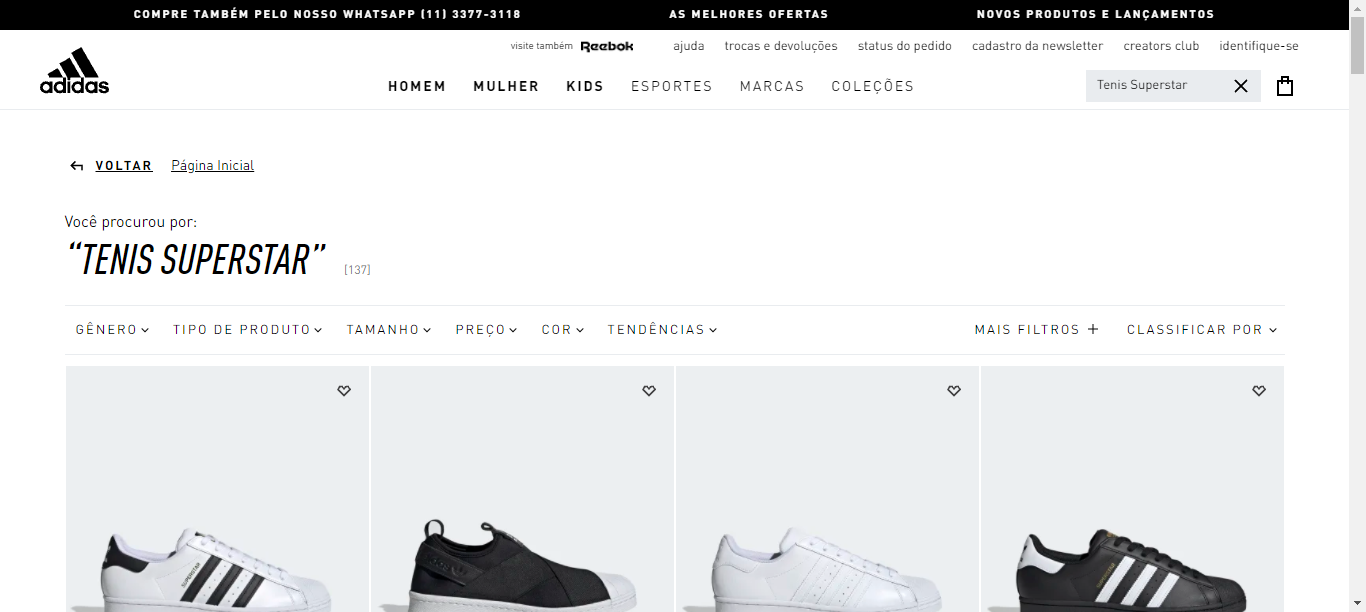 COMPRE TAMBÉM PELO NOSSO WHATSAPP (11) 3377-3118 AS MELHORES OFERTAS NOVOS PRODUTOS E LANÇAMENTOS
visite também Reebok ajuda trocas e devoluções status do pedido cadastro da newsletter creators club identifique-se
adidas
HOMEM MULHER KIDS ESPORTES MARCAS COLEÇÕES Tenis Superstar
VOLTAR Página Inicial
Você procurou por:
“TENIS SUPERSTAR” [137]
GÊNERO TIPO DE PRODUTO TAMANHO PREÇO COR TENDÊNCIAS MAIS FILTROS CLASSIFICAR POR
SUPERSTAR
SUPERSTAR